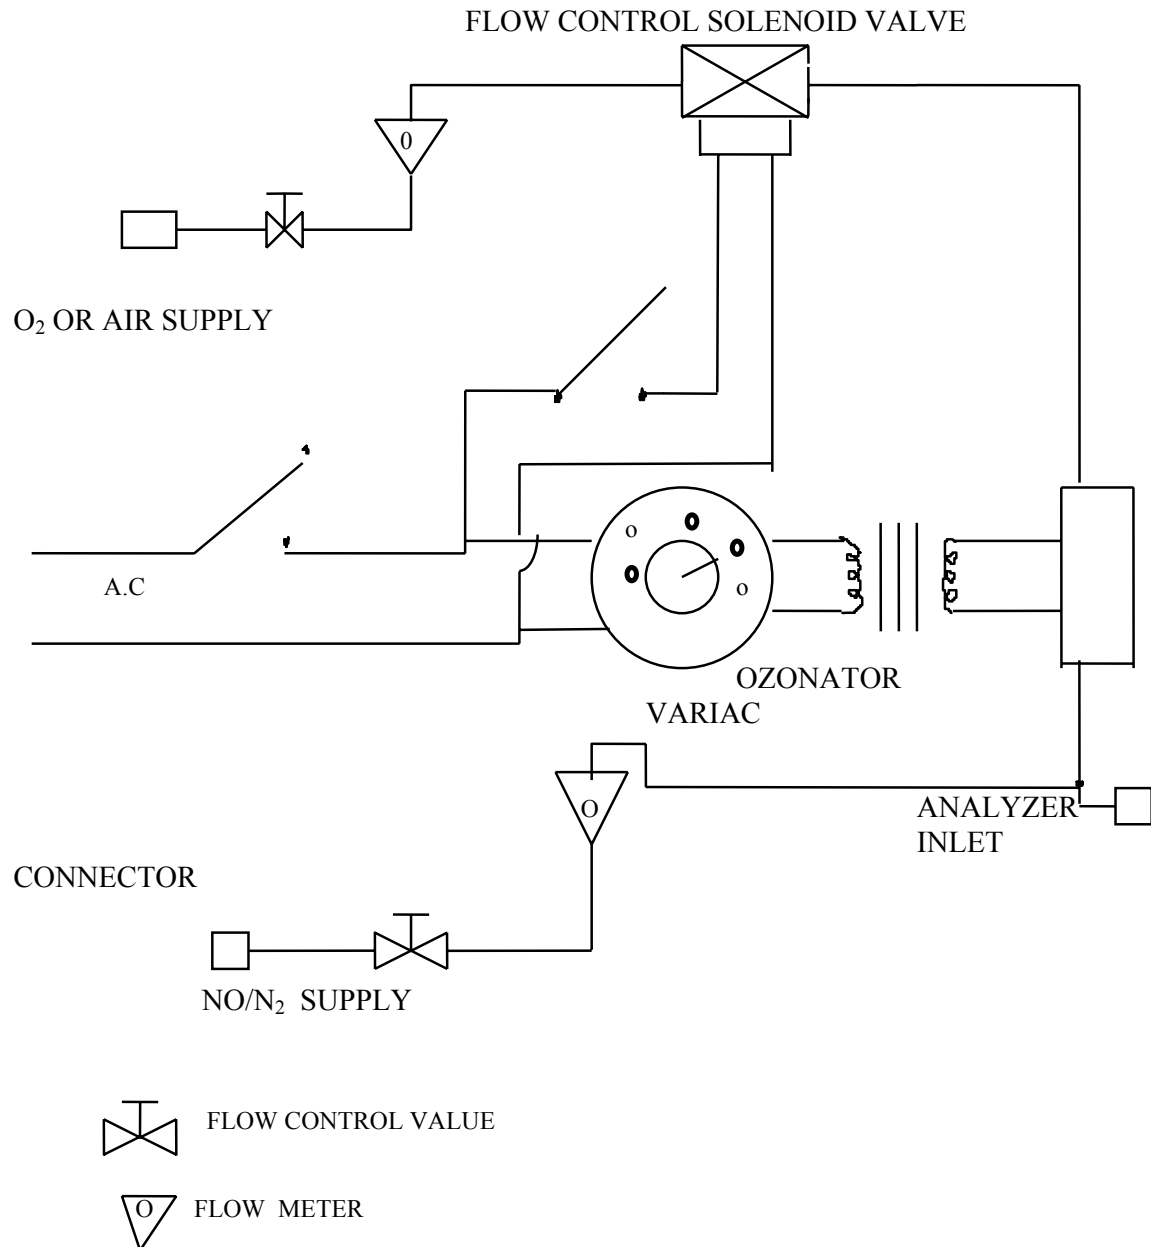 FLOW CONTROL SOLENOID VALVE
0
O₂ OR AIR SUPPLY
A.C
o
o
OZONATOR
VARIAC
O
ANALYZER
INLET
CONNECTOR
NO/N₂ SUPPLY
FLOW CONTROL VALUE
O
FLOW METER